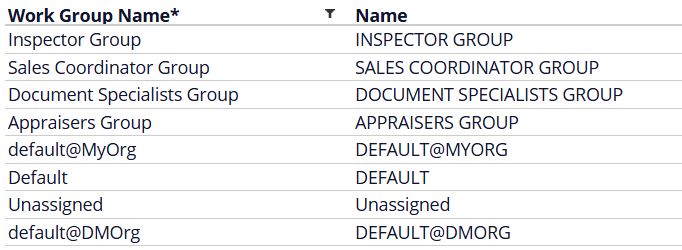 Work Group Name* Name
Inspector Group INSPECTOR GROUP
Sales Coordinator Group SALES COORDINATOR GROUP
Document Specialists Group DOCUMENT SPECIALISTS GROUP
Appraisers Group APPRAISERS GROUP
default@MyOrg DEFAULT@MYORG
Default DEFAULT
Unassigned Unassigned
default@DMOrg DEFAULT@DMORG